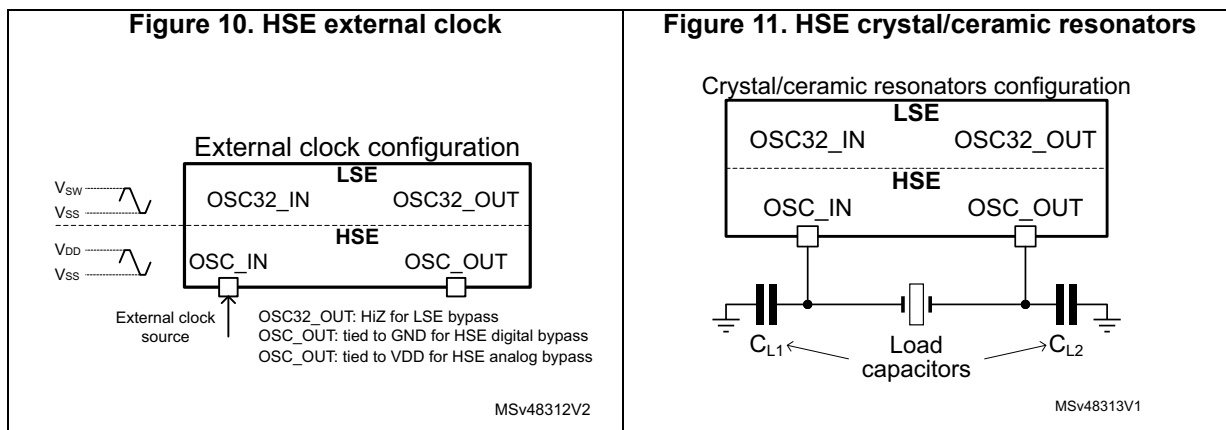 Figure 10. HSE external clock
External clock configuration
LSE
VSW
VSS
OSC32_IN OSC32_OUT
HSE
VDD
VSS
OSC_IN OSC_OUT
External clock
source
OSC32_OUT: HiZ for LSE bypass
OSC_OUT: tied to GND for HSE digital bypass
OSC_OUT: tied to VDD for HSE analog bypass
MSv48312V2
Figure 11. HSE crystal/ceramic resonators
Crystal/ceramic resonators configuration
LSE
OSC32_IN OSC32_OUT
HSE
OSC_IN OSC_OUT
CL1 Load CL2
capacitors
MSv48313V1